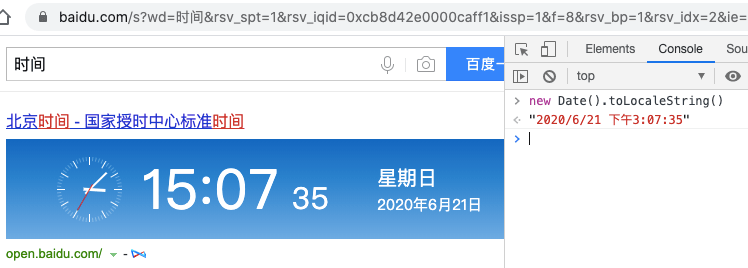 baidu.com/s?wd=时间&rsv_spt=1&rsv_iqid=0xcb8d42e0000caff1&issp=1&f=8&rsv_bp=1&rsv_idx=2&ie=
时间
百度一
北京时间 - 国家授时中心标准时间
15:07 35
星期日
2020年6月21日
open.baidu.com/ -
Elements Console Sou
top
new Date().toLocaleString()
"2020/6/21 下午3:07:35"